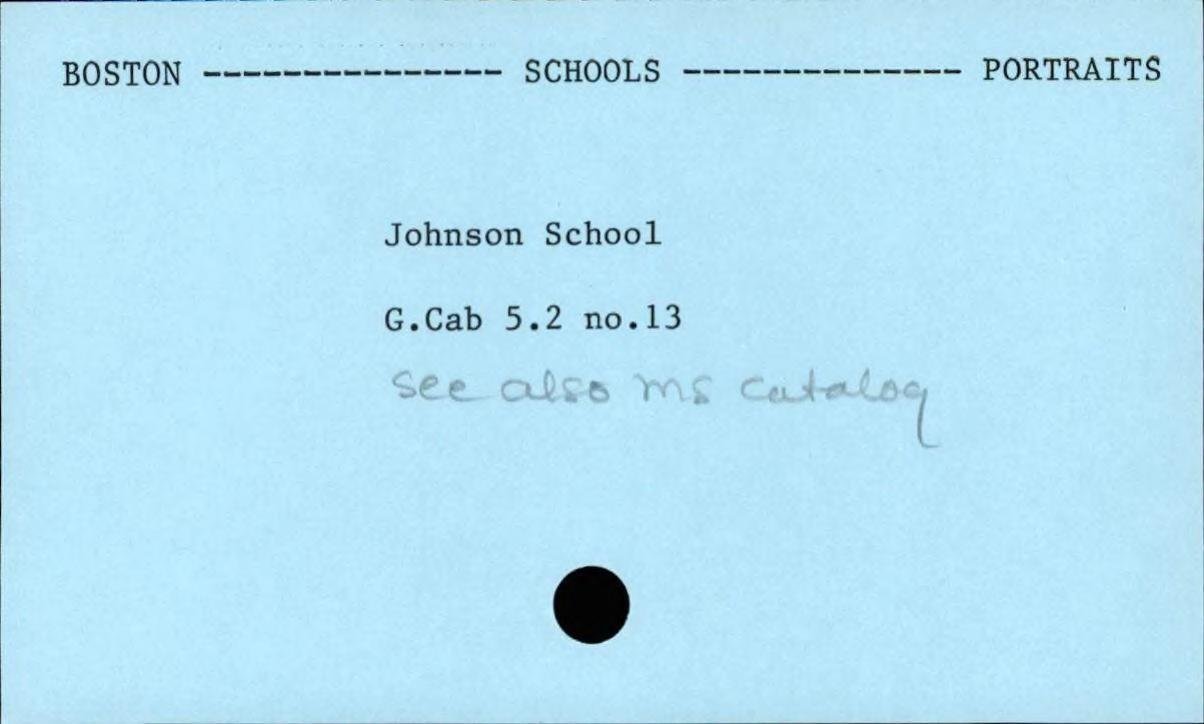 BOSTON --------------- SCHOOLS -------------- PORTRAITS
Johnson School
G.Cab 5.2 no.13
see also ms catalog